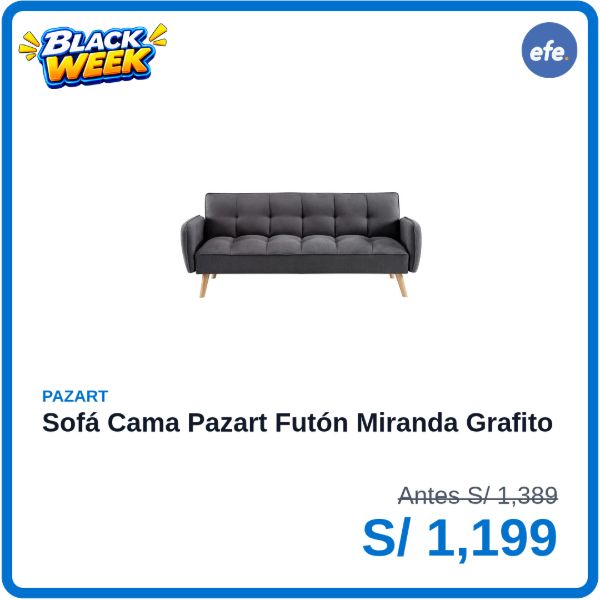 BLACK
WEEK
efe.
PAZART
Sofá Cama Pazart Futón Miranda Grafito
Antes S/ 1,389
S/ 1,199